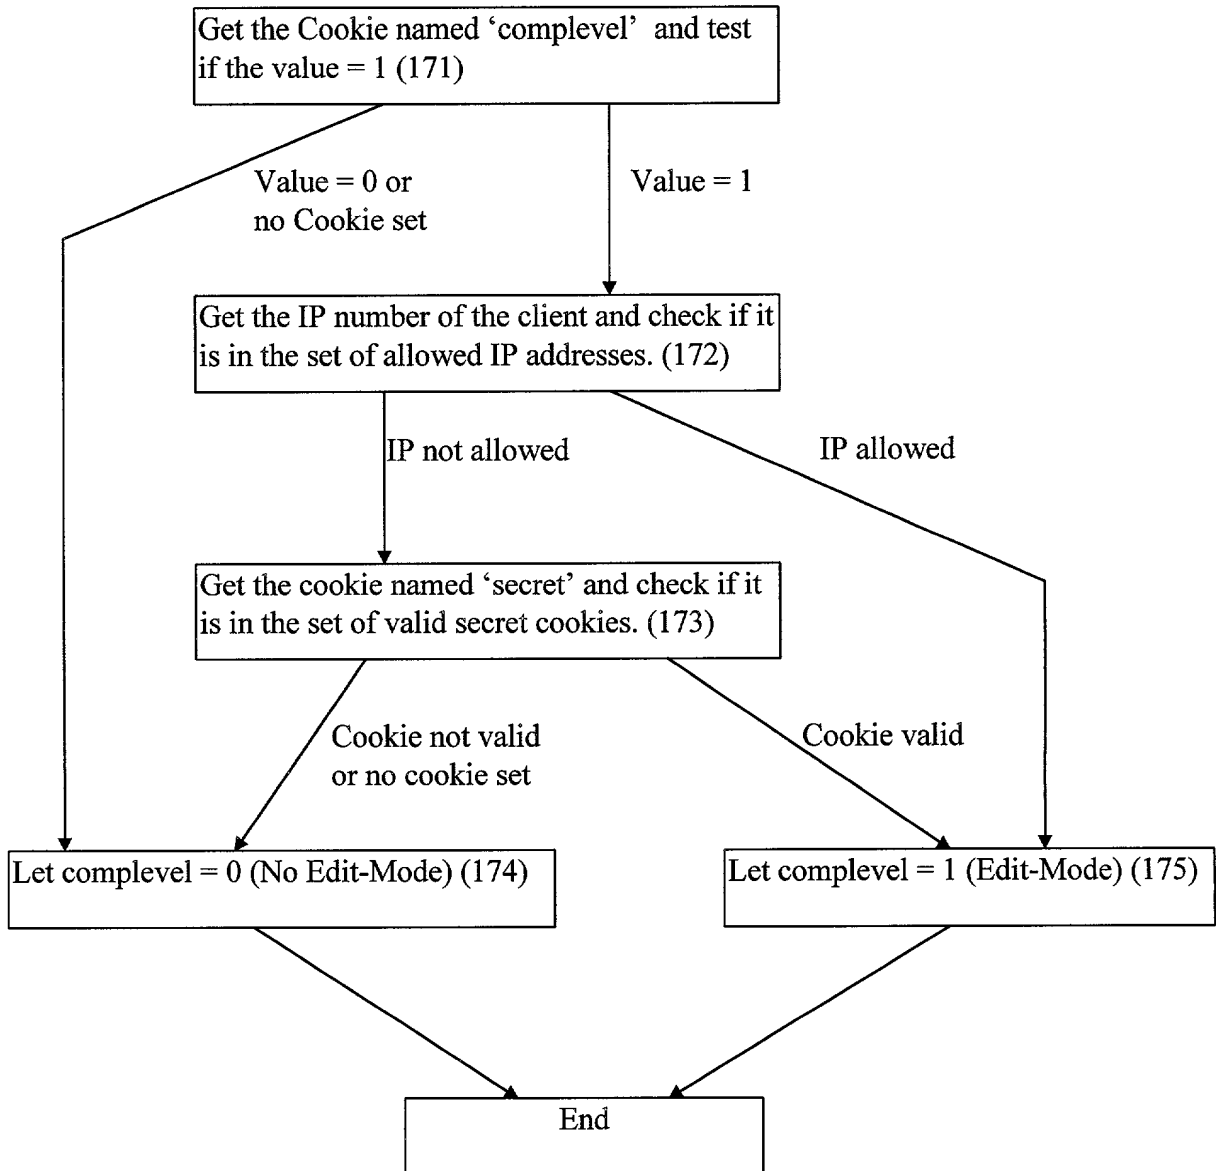 Get the Cookie named ‘complevel’ and test
if the value = 1 (171)
Value = 0 or
no Cookie set
Value = 1
Get the IP number of the client and check if it
is in the set of allowed IP addresses. (172)
IP not allowed
IP allowed
Get the cookie named ‘secret’ and check if it
is in the set of valid secret cookies. (173)
Cookie not valid
or no cookie set
Cookie valid
Let complevel = 0 (No Edit-Mode) (174)
Let complevel = 1 (Edit-Mode) (175)
End